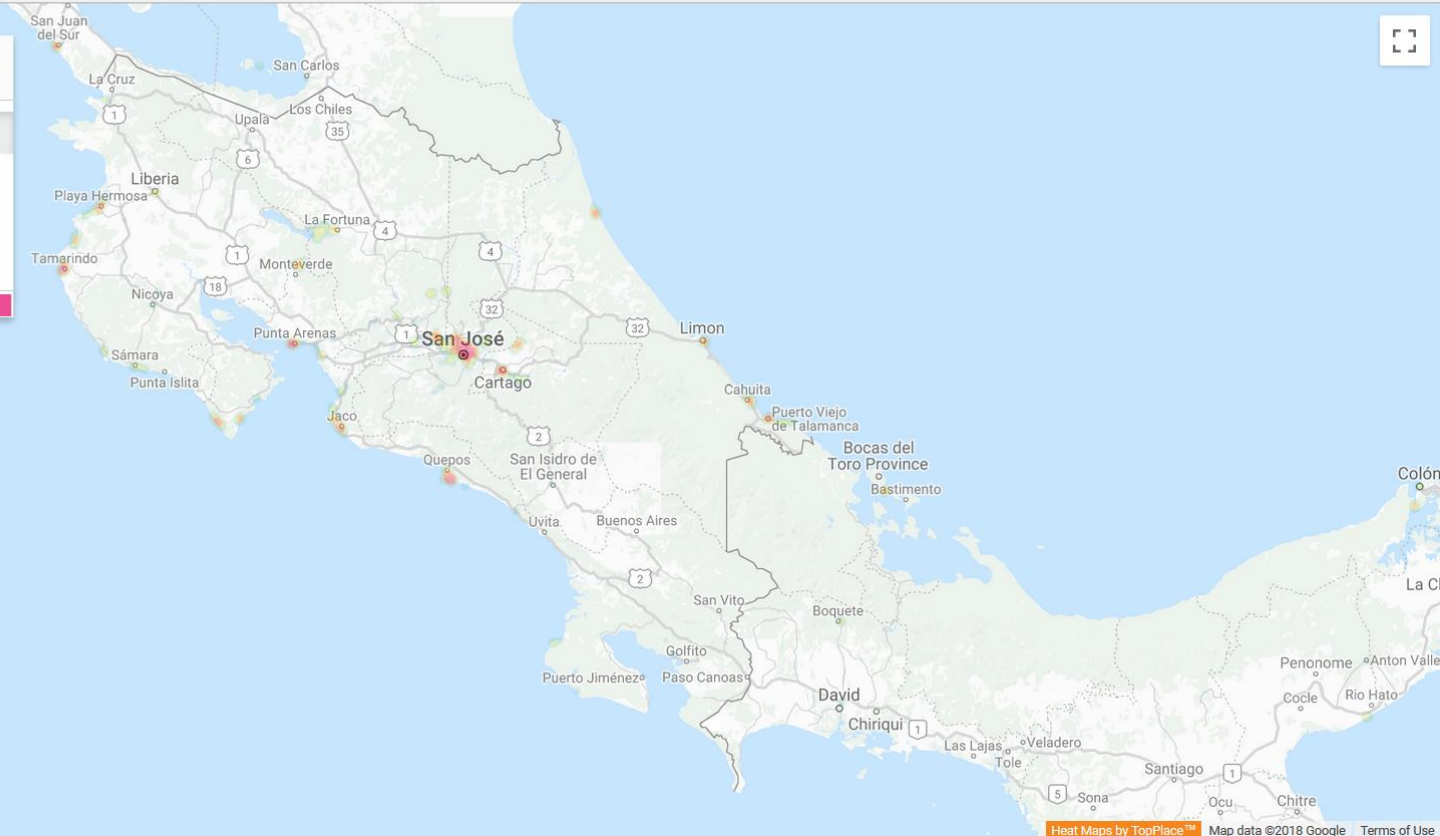 San Juan
del Sur
La Cruz
San Carlos
Los Chiles
1
Upala
35
6
Liberia
Playa Hermosa
La Fortuna
4
4
1
Tamarindo
Monteverde
18
Nicoya
32
Punta Arenas
1
San José
32
Limon
Sámara
Punta Islita
Cartago
Cahuita
Jaco
Puerto Viejo
de Talamanca
2
Quepos
San Isidro de
El General
Bocas del
Toro Province
Bastimento
Colón
Uvita
Buenos Aires
2
La Cl
San Vito
Boquete
Golfito
Puerto Jiménez
Paso Canoas
Penonome
Anton Valle
David
Chiriqui
1
Cocle
Rio Hato
Las Lajas
Veladero
Tole
Santiago
1
5
Sona
Ocu
Chitre
Heat Maps by TopPlace™
Map data ©2018 Google
Terms of Use